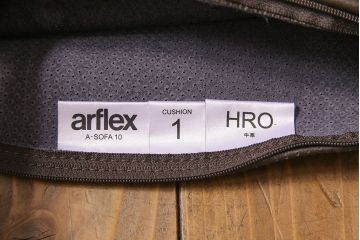 arflex
A-SOFA 10
CUSHION
1
HRO
牛革